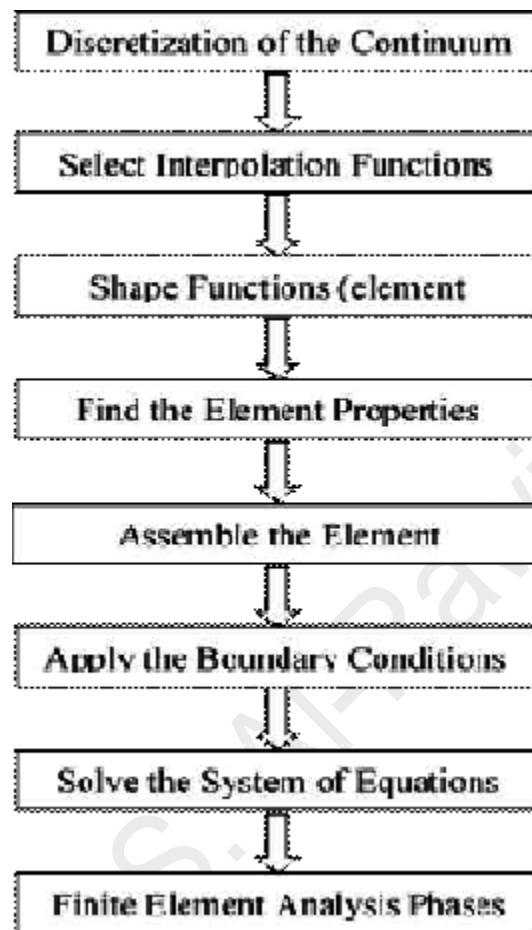 Discretization of the Continuum
Select Interpolation Functions
Shape Functions (element
Find the Element Properties
Assemble the Element
Apply the Boundary Conditions
Solve the System of Equations
Finite Element Analysis Phases